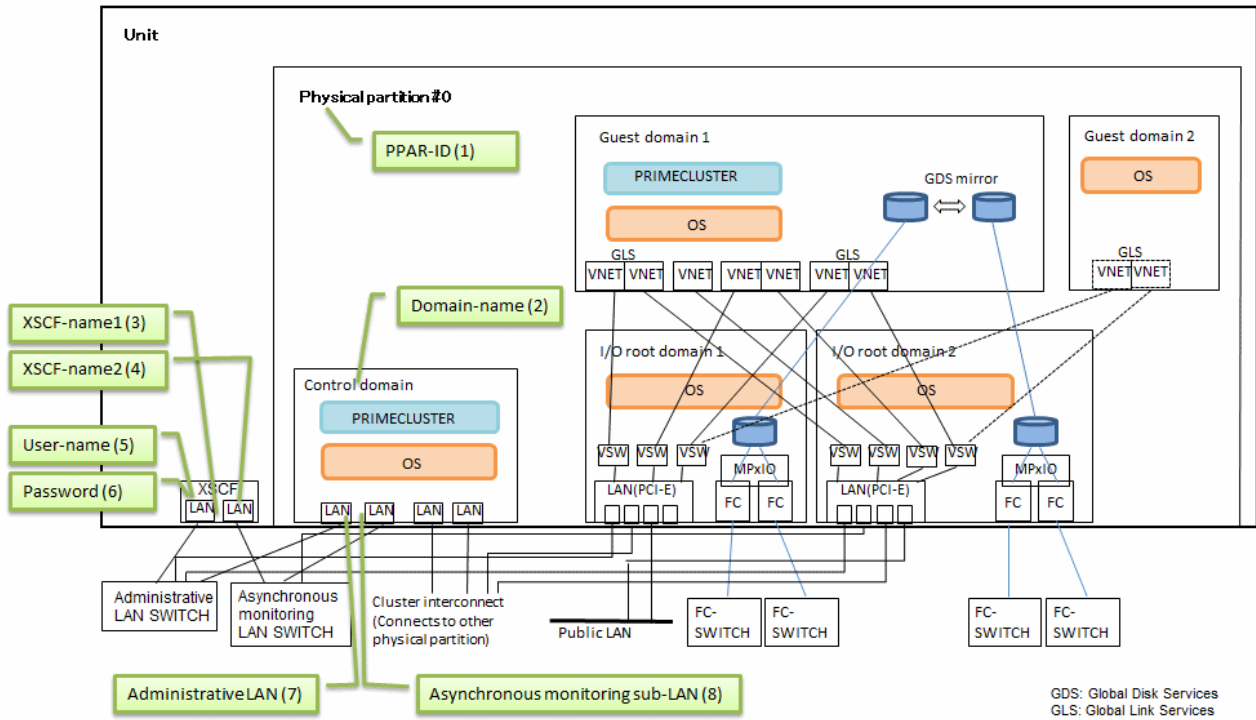 Unit
Physical partition#0
PPAR-ID (1)
Guest domain 1
PRIMECLUSTER
OS
GDS mirror
GLS
GLS
VNET
VNET
VNET
VNET
VNET
VNET
VNET
Guest domain 2
OS
GLS
VNET
VNET
XSCF-name1 (3)
XSCF-name2 (4)
User-name (5)
Password (6)
Domain-name (2)
XSCF
LAN
LAN
Control domain
PRIMECLUSTER
OS
LAN
LAN
LAN
LAN
I/O root domain 1
OS
VSW
VSW
VSW
LAN(PCI-E)
MPxIO
FC
FC
I/O root domain 2
OS
VSW
VSW
VSW
VSW
LAN(PCI-E)
MPxIO
FC
FC
Administrative
LAN SWITCH
Asynchronous
monitoring
LAN SWITCH
Cluster interconnect
(Connects to other
physical partition)
Public LAN
FC-
SWITCH
FC-
SWITCH
FC-
SWITCH
FC-
SWITCH
AdministrativeLAN (7)
Asynchronous monitoring sub-LAN (8)
GDS: Global Disk Services
GLS: Global Link Services